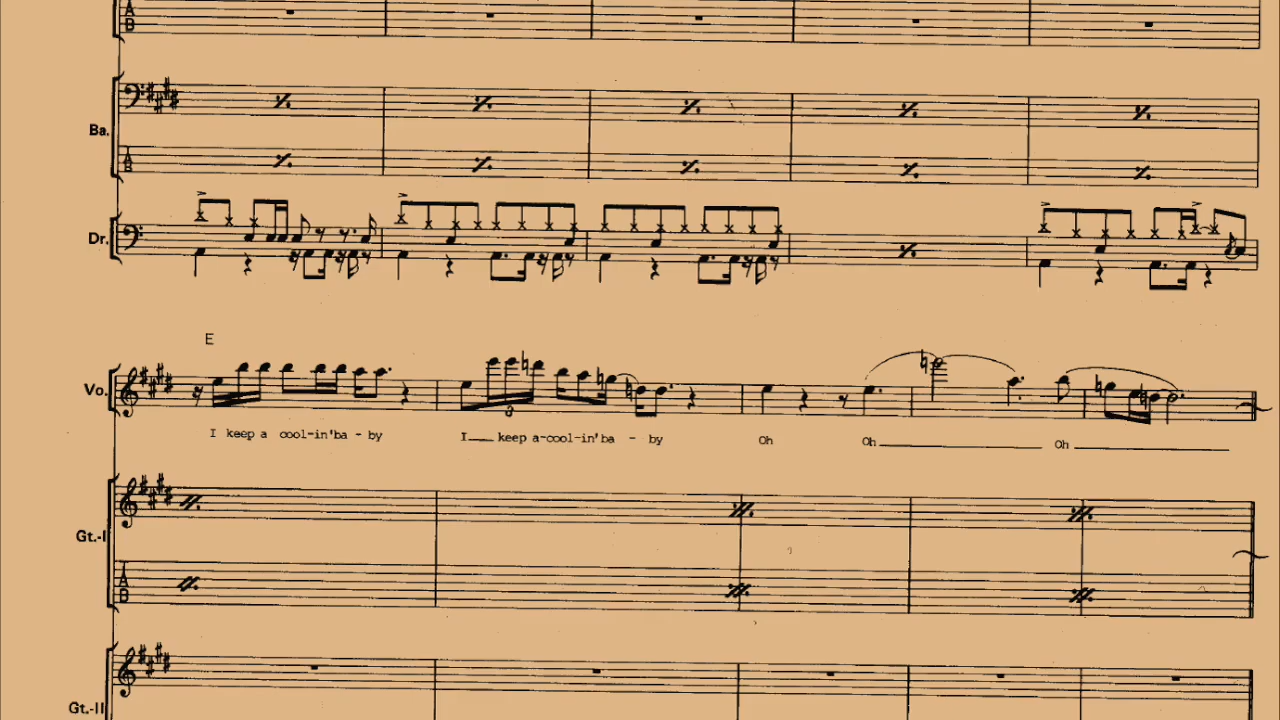 A
B
Ba.
Dr.
E
Vo.
I keep a cool-in'ba - by I keep a-cool-in'ba - by Oh Oh Oh
3
Gt.-I
A
B
Gt.-II